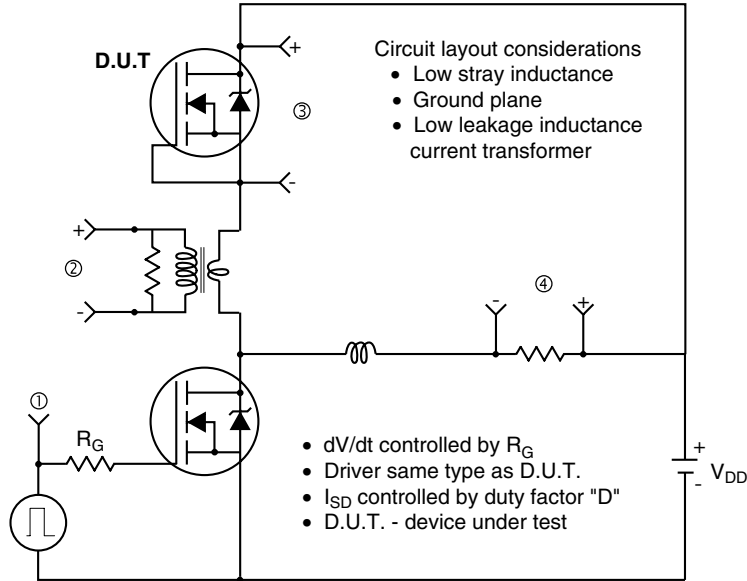 D.U.T
+
Circuit layout considerations
• Low stray inductance
③
• Ground plane
• Low leakage inductance
current transformer
-
+
②
-
④
-
+
①
R_G
+
V_DD
-
• dV/dt controlled by R_G
• Driver same type as D.U.T.
• I_SD controlled by duty factor "D"
• D.U.T. - device under test